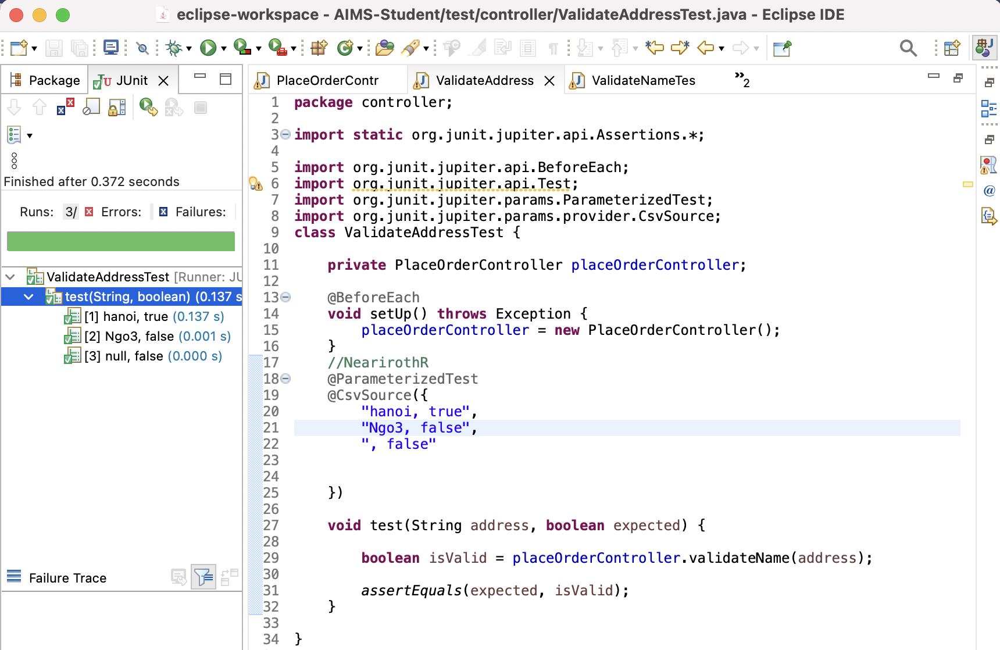 eclipse-workspace - AIMS-Student/test/controller/ValidateAddressTest.java - Eclipse IDE
Package
JUnit
Finished after 0.372 seconds
Runs: 3/ Errors: Failures:
ValidateAddressTest [Runner: JU
test(String, boolean) (0.137 s
[1] hanoi, true (0.137 s)
[2] Ngo3, false (0.001 s)
[3] null, false (0.000 s)
Failure Trace
PlaceOrderContr
ValidateAddress
ValidateNameTes
»2
1 package controller;
2
3 import static org.junit.jupiter.api.Assertions.*;
4
5 import org.junit.jupiter.api.BeforeEach;
6 import org.junit.jupiter.api.Test;
7 import org.junit.jupiter.params.ParameterizedTest;
8 import org.junit.jupiter.params.provider.CsvSource;
9 class ValidateAddressTest {
10
11     private PlaceOrderController placeOrderController;
12
13     @BeforeEach
14     void setUp() throws Exception {
15         placeOrderController = new PlaceOrderController();
16     }
17     //NearirothR
18     @ParameterizedTest
19     @CsvSource({
20         "hanoi, true",
21         "Ngo3, false",
22         ", false"
23
24
25     })
26
27     void test(String address, boolean expected) {
28
29         boolean isValid = placeOrderController.validateName(address);
30
31         assertEquals(expected, isValid);
32     }
33
34 }